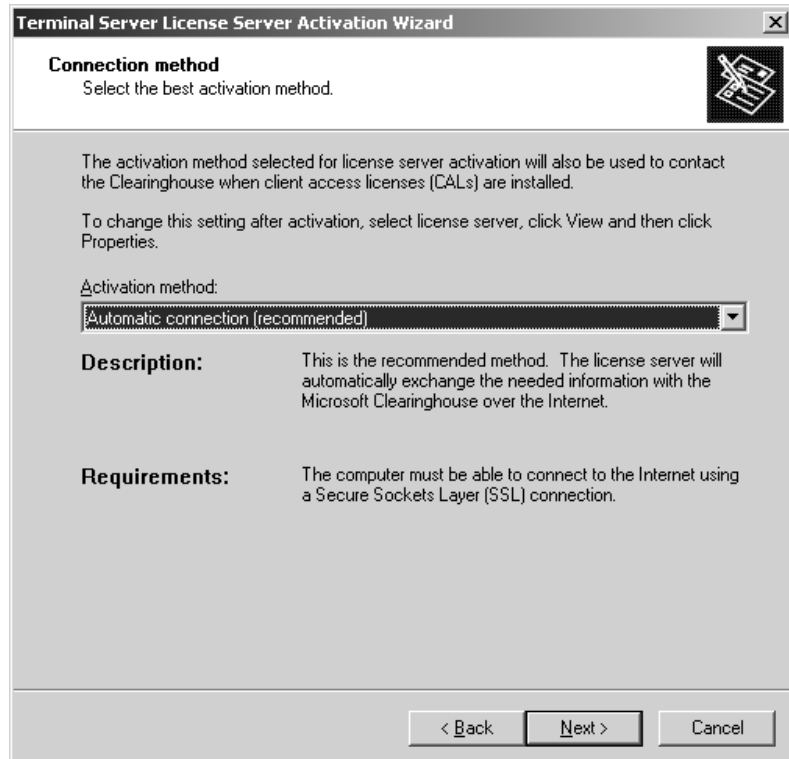 Terminal Server License Server Activation Wizard
Connection method
Select the best activation method.
The activation method selected for license server activation will also be used to contact
the Clearinghouse when client access licenses (CALs) are installed.
To change this setting after activation, select license server, click View and then click
Properties.
Activation method:
Automatic connection (recommended)
Description:
This is the recommended method.  The license server will
automatically exchange the needed information with the
Microsoft Clearinghouse over the Internet.
Requirements:
The computer must be able to connect to the Internet using
a Secure Sockets Layer (SSL) connection.
< Back
Next >
Cancel